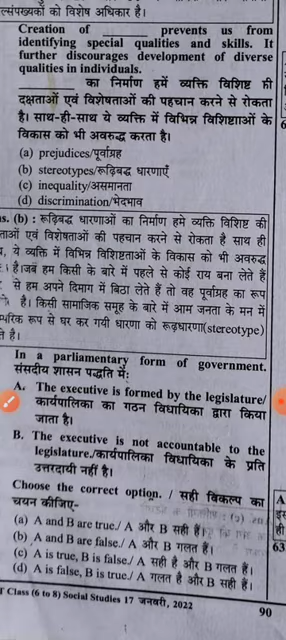 ल्पसंख्यकों को विशेष अधिकार है।
Creation of ________ prevents us from
identifying special qualities and skills. It
further discourages development of diverse
qualities in individuals.
________ का निर्माण हमें व्यक्ति विशिष्ट की
दक्षताओं एवं विशेषताओं की पहचान करने से रोकता
है। साथ-ही-साथ ये व्यक्ति में विभिन्न विशिष्टाओं के
विकास को भी अवरुद्ध करता है।
(a) prejudices/पूर्वाग्रह
(b) stereotypes/रूढ़िबद्ध धारणाएँ
(c) inequality/असमानता
(d) discrimination/भेदभाव
ns. (b) : रूढ़िबद्ध धारणाओं का निर्माण हमे व्यक्ति विशिष्ट की
ताओं एवं विशेषताओं की पहचान करने से रोकता है साथ ही
ये व्यक्ति में विभिन्न विशिष्टताओं के विकास को भी अवरुद्ध
है।जब हम किसी के बारे में पहले से कोई राय बना लेते हैं
से हम अपने दिमाग में बिठा लेते हैं तो वह पूर्वाग्रह का रूप
है। किसी सामाजिक समूह के बारे में आम जनता के मन में
रूप से घर कर गयी धारणा को रूढ़धारणा(stereotype)
है।
In a parliamentary form of government.
संसदीय शासन पद्धति में:
A. The executive is formed by the legislature/
कार्यपालिका का गठन विधायिका द्वारा किया
जाता है।
B. The executive is not accountable to the
legislature./कार्यपालिका विधायिका के प्रति
उत्तरदायी नहीं है।
Choose the correct option. / सही विकल्प का
चयन कीजिए-
(a) A and B are true./ A और B सही हैं।
(b) A and B are false./ A और B गलत हैं।
(c) A is true, B is false./ A सही है और B गलत है।
(d) A is false, B is true./ A गलत है और B सही है।
T Class (6 to 8) Social Studies 17 जनवरी, 2022
90
6
A
इस
ही
63